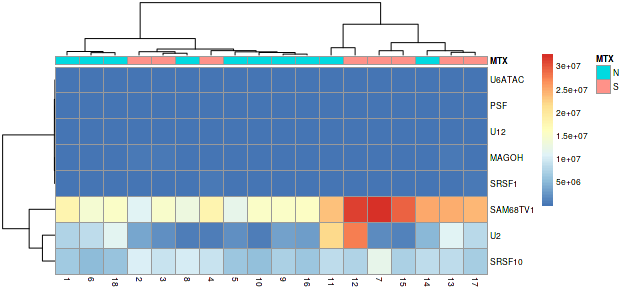 MTX
U6ATAC
PSF
U12
MAGOH
SRSF1
SAM68TV1
U2
SRSF10
1 6 18 2 3 8 4 5 10 9 16 11 12 7 15 14 13 17
3e+07
2.5e+07
2e+07
1.5e+07
1e+07
5e+06
MTX
N
S